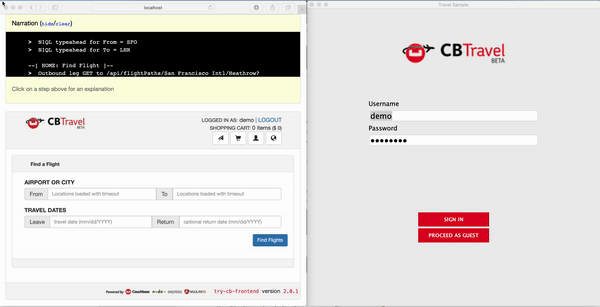 localhost
Narration (hide/clear)
> N1QL typeahead for From = SFO
> N1QL typeahead for To = LHR
--[ HOME: Find Flight ]--
> Outbound leg GET to /api/flightPaths/San Francisco Intl/Heathrow?
Click on a step above for an explanation
CBTravel
BETA
LOGGED IN AS: demo | LOGOUT
SHOPPING CART: 0 items ($ 0)
Find a Flight
AIRPORT OR CITY
From Locations loaded with timeout To Locations loaded with timeout
TRAVEL DATES
Leave travel date (mm/dd/YYYY) Return optional return date (mm/dd/YYYY)
Find Flights
Powered by Couchbase node EXPRESS ANGULARJS try-cb-frontend version 2.0.1
Travel Sample
CBTravel
BETA
Username
demo
Password
SIGN IN
PROCEED AS GUEST